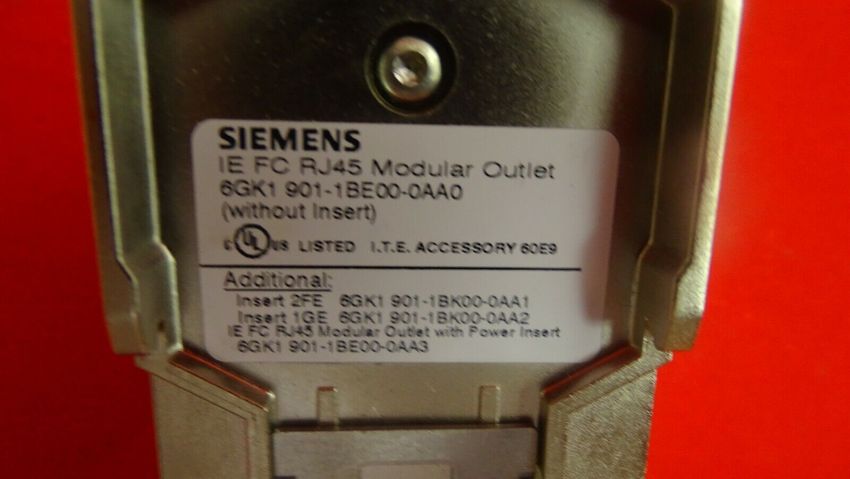 SIEMENS
IE FC RJ45 Modular Outlet
6GK1 901-1BE00-0AA0
(without Insert)
c UL US LISTED I.T.E. ACCESSORY 60E9
Additional:
Insert 2FE 6GK1 901-1BK00-0AA1
Insert 1GE 6GK1 901-1BK00-0AA2
IE FC RJ45 Modular Outlet with Power Insert
6GK1 901-1BE00-0AA3